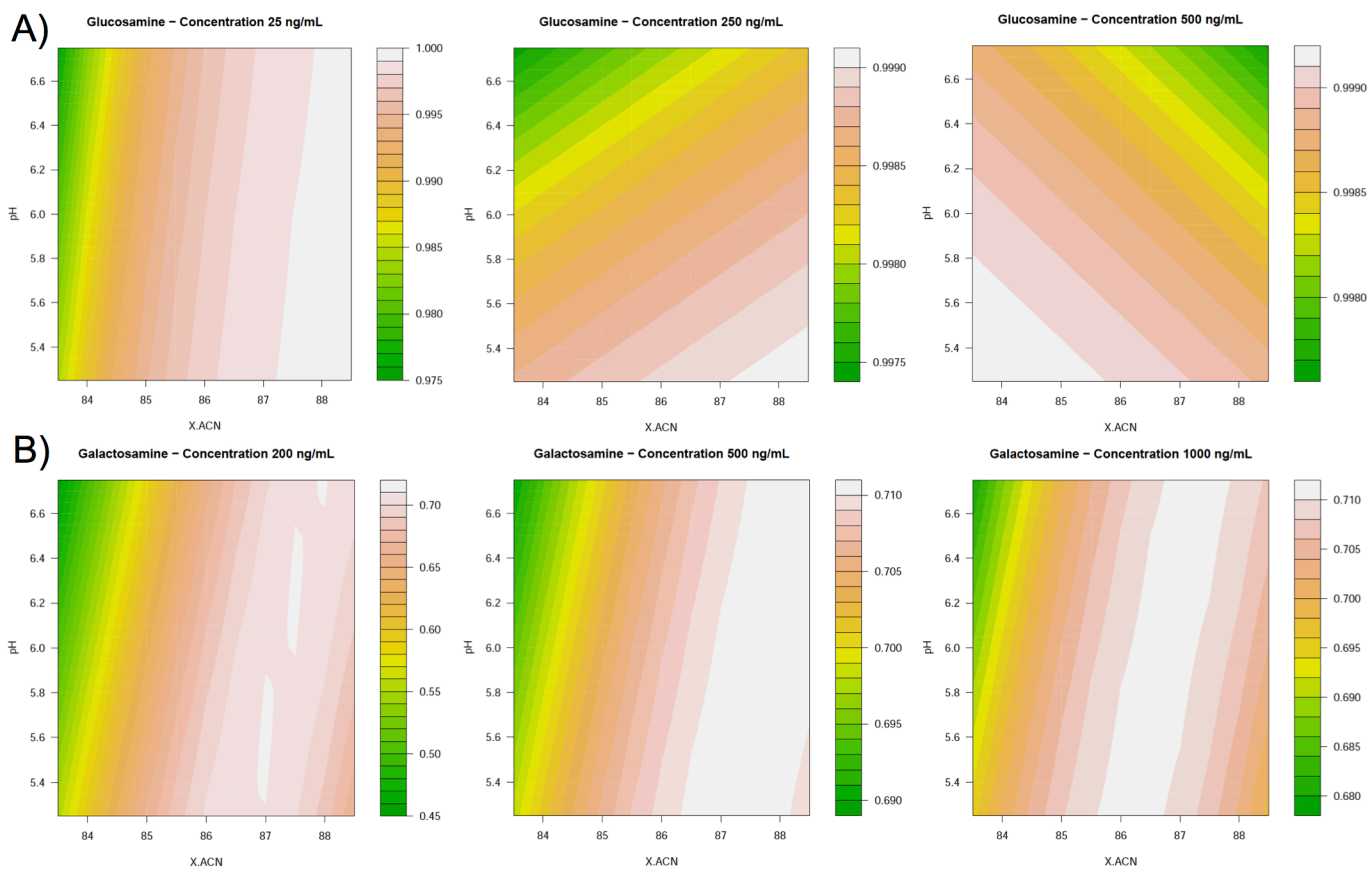 A)
Glucosamine − Concentration 25 ng/mL
pH
6.6
6.4
6.2
6.0
5.8
5.6
5.4
84 85 86 87 88
X.ACN
1.000
0.995
0.990
0.985
0.980
0.975
Glucosamine − Concentration 250 ng/mL
pH
6.6
6.4
6.2
6.0
5.8
5.6
5.4
84 85 86 87 88
X.ACN
0.9990
0.9985
0.9980
0.9975
Glucosamine − Concentration 500 ng/mL
pH
6.6
6.4
6.2
6.0
5.8
5.6
5.4
84 85 86 87 88
X.ACN
0.9990
0.9985
0.9980
B)
Galactosamine − Concentration 200 ng/mL
pH
6.6
6.4
6.2
6.0
5.8
5.6
5.4
84 85 86 87 88
X.ACN
0.70
0.65
0.60
0.55
0.50
0.45
Galactosamine − Concentration 500 ng/mL
pH
6.6
6.4
6.2
6.0
5.8
5.6
5.4
84 85 86 87 88
X.ACN
0.710
0.705
0.700
0.695
0.690
Galactosamine − Concentration 1000 ng/mL
pH
6.6
6.4
6.2
6.0
5.8
5.6
5.4
84 85 86 87 88
X.ACN
0.710
0.705
0.700
0.695
0.690
0.685
0.680